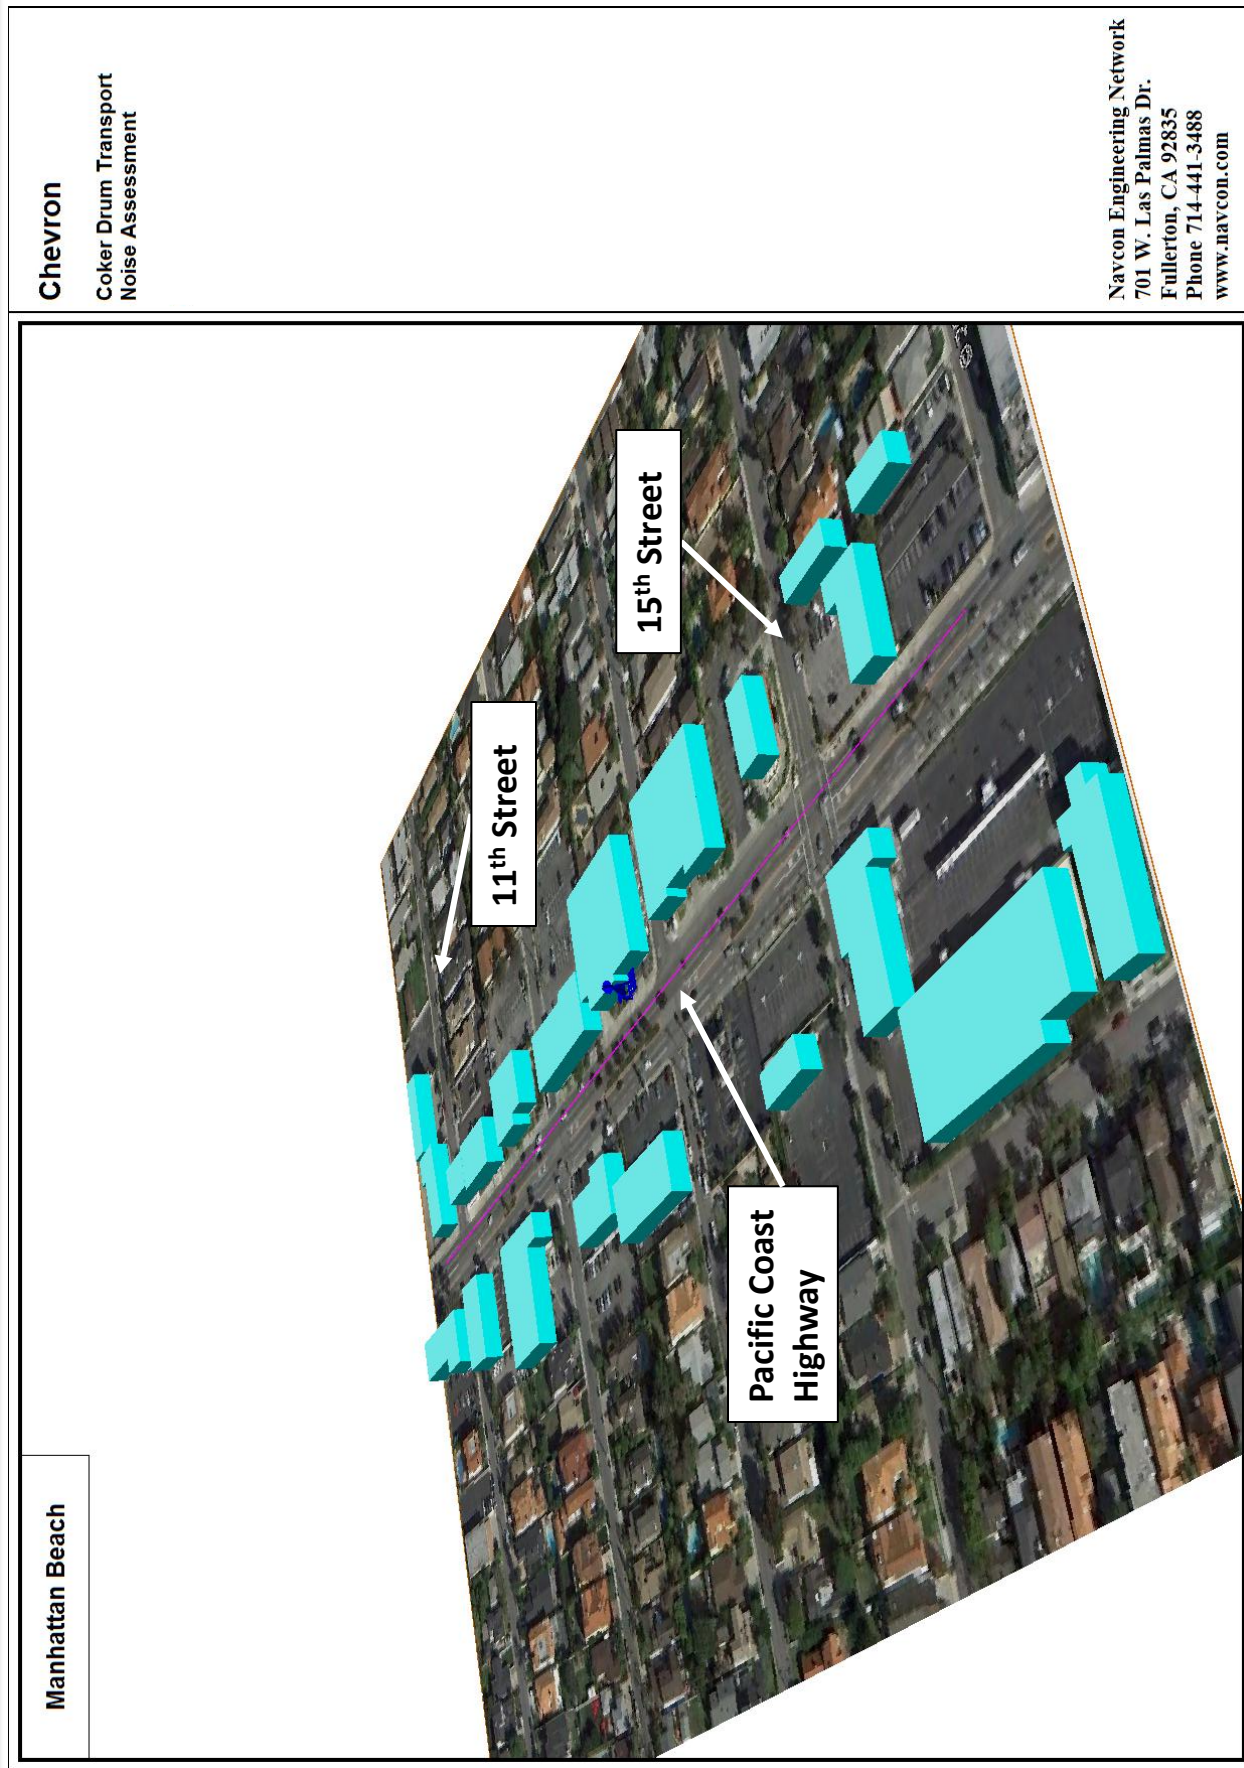 Manhattan Beach
11th Street
15th Street
Pacific Coast
Highway
Chevron
Coker Drum Transport
Noise Assessment
Navcon Engineering Network
701 W. Las Palmas Dr.
Fullerton, CA 92835
Phone 714-441-3488
www.navcon.com